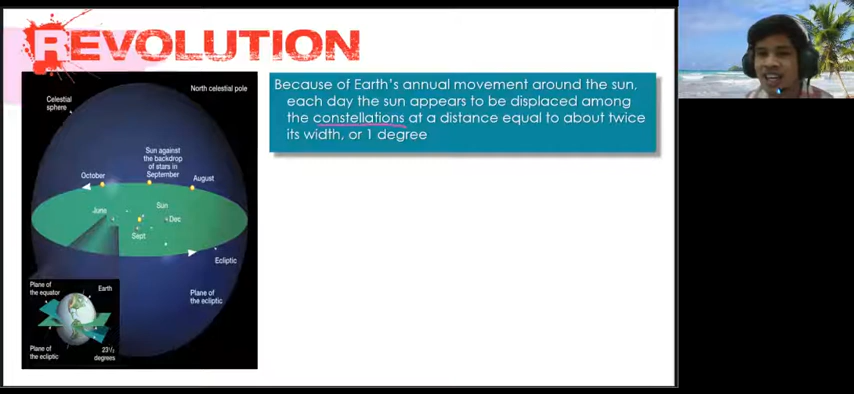 REVOLUTION
Because of Earth's annual movement around the sun,
each day the sun appears to be displaced among
the constellations at a distance equal to about twice
its width, or 1 degree
North celestial pole
Celestial
sphere
Sun against
the backdrop
of stars in
September
October
August
June
Sun
Dec
Sept
Ecliptic
Plane of
the ecliptic
Plane of
the equator
Earth
Plane of
the ecliptic
23½
degrees